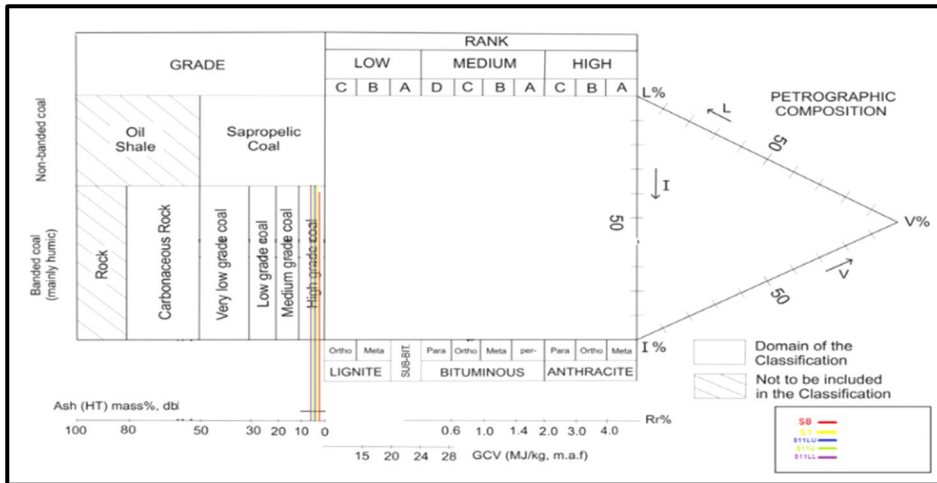 RANK
GRADE
LOW MEDIUM HIGH
C B A D C B A C B A
L%
PETROGRAPHIC
COMPOSITION
L
50
Non-banded coal
Oil
Shale
Sapropelic
Coal
I
50
V%
Banded coal
(mainly humic)
Rock
Carbonaceous Rock
Very low grade coal
Low grade coal
Medium grade coal
High grade coal
V
50
I%
Ortho Meta SUB-BIT. Para Ortho Meta per- Para Ortho Meta
LIGNITE BITUMINOUS ANTHRACITE
Domain of the
Classification
Not to be included
in the Classification
Ash (HT) mass%, dbi
100 80 50 30 20 10 0
0.6 1.0 1.4 2.0 3.0 4.0 Rr%
15 20 24 28 GCV (MJ/kg, m.a.f)
S8
S11LU
S11LL